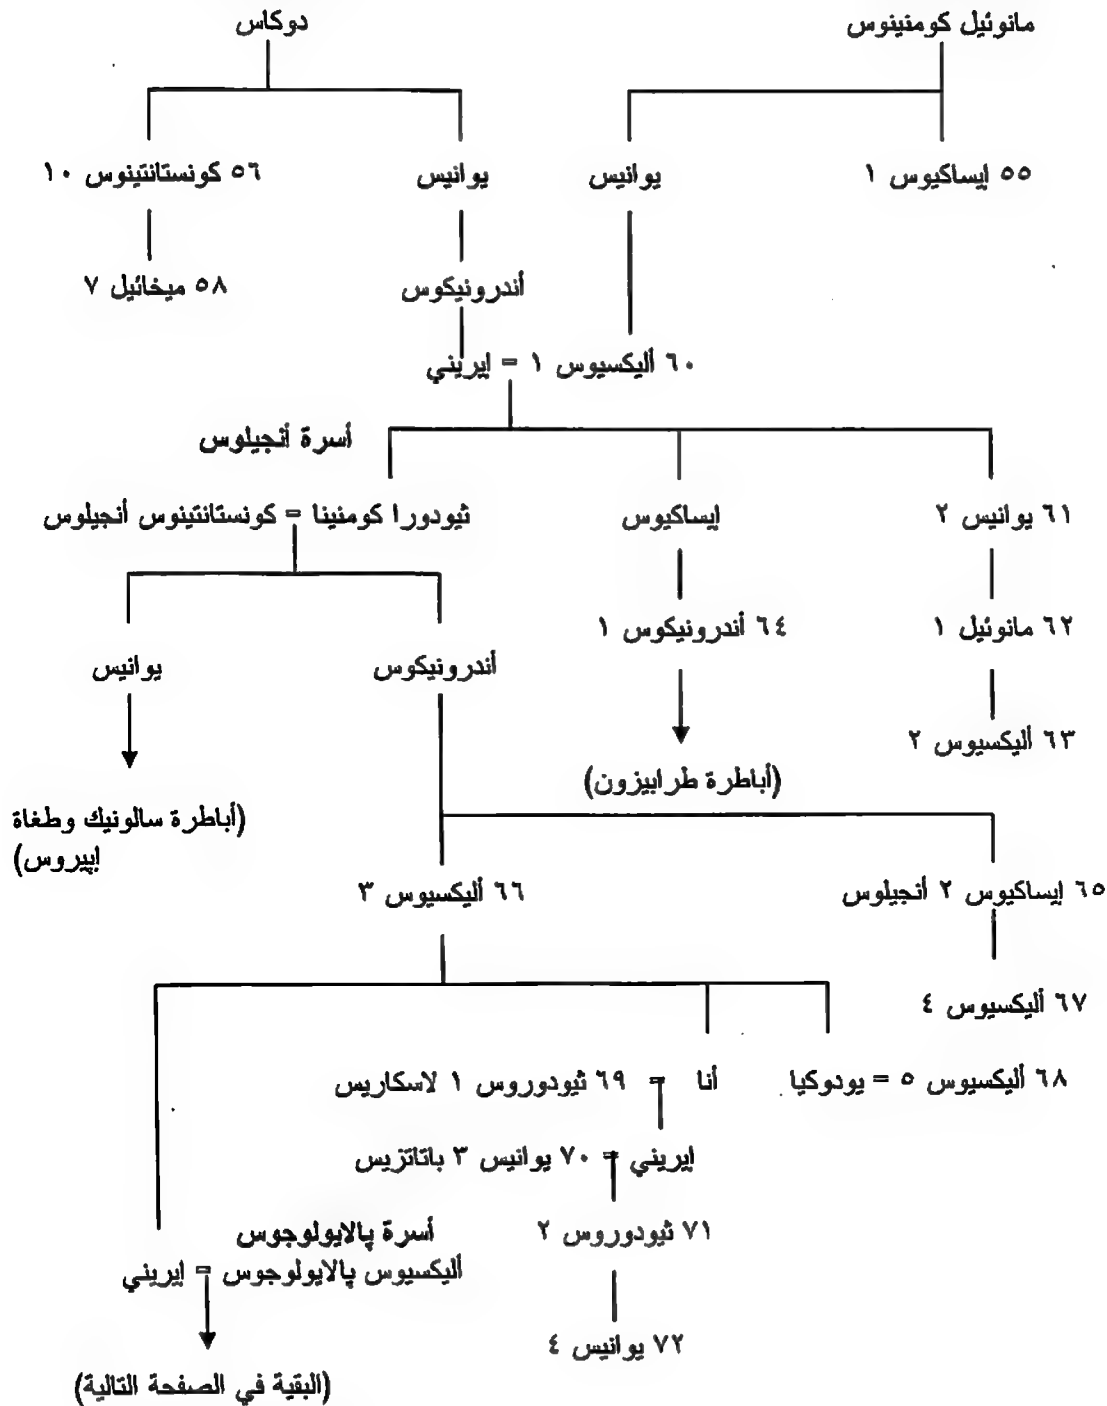 مانوئيل كومنينوس
دوكاس
٥٥ إيساكيوس ١
يوانيس
يوانيس
٥٦ كونستانتينوس ١٠
أندرونيكوس
٥٨ ميخائيل ٧
٦٠ أليكسيوس ١ = إيريني
أسرة أنجيلوس
٦١ يوانيس ٢
إيساكيوس
ثيودورا كومنينا = كونستانتينوس أنجيلوس
٦٢ مانوئيل ١
٦٤ أندرونيكوس ١
أندرونيكوس
يوانيس
٦٣ أليكسيوس ٢
(أباطرة طرابيزون)
(أباطرة سالونيك وطغاة
إپيروس)
٦٥ إيساكيوس ٢ أنجيلوس
٦٦ أليكسيوس ٣
٦٧ أليكسيوس ٤
٦٨ أليكسيوس ٥ = يودوكيا
أنا = ٦٩ ثيودوروس ١ لاسكاريس
إيريني = ٧٠ يوانيس ٣ باتاتزيس
٧١ ثيودوروس ٢
أسرة پالايولوجوس
أليكسيوس پالايولوجوس = إيريني
٧٢ يوانيس ٤
(البقية في الصفحة التالية)